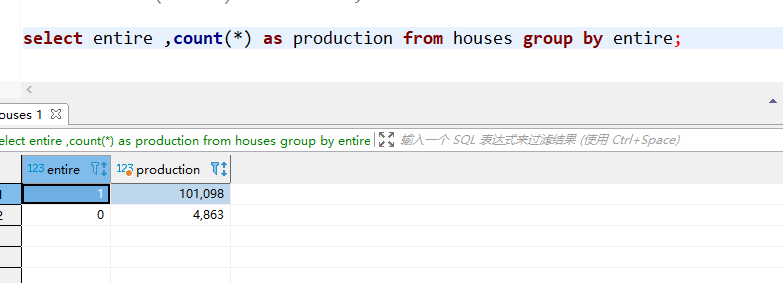 select entire ,count(*) as production from houses group by entire;
ouses 1
elect entire ,count(*) as production from houses group by entire
输入一个 SQL 表达式来过滤结果 (使用 Ctrl+Space)
123 entire 123 production
1 1 101,098
2 0 4,863